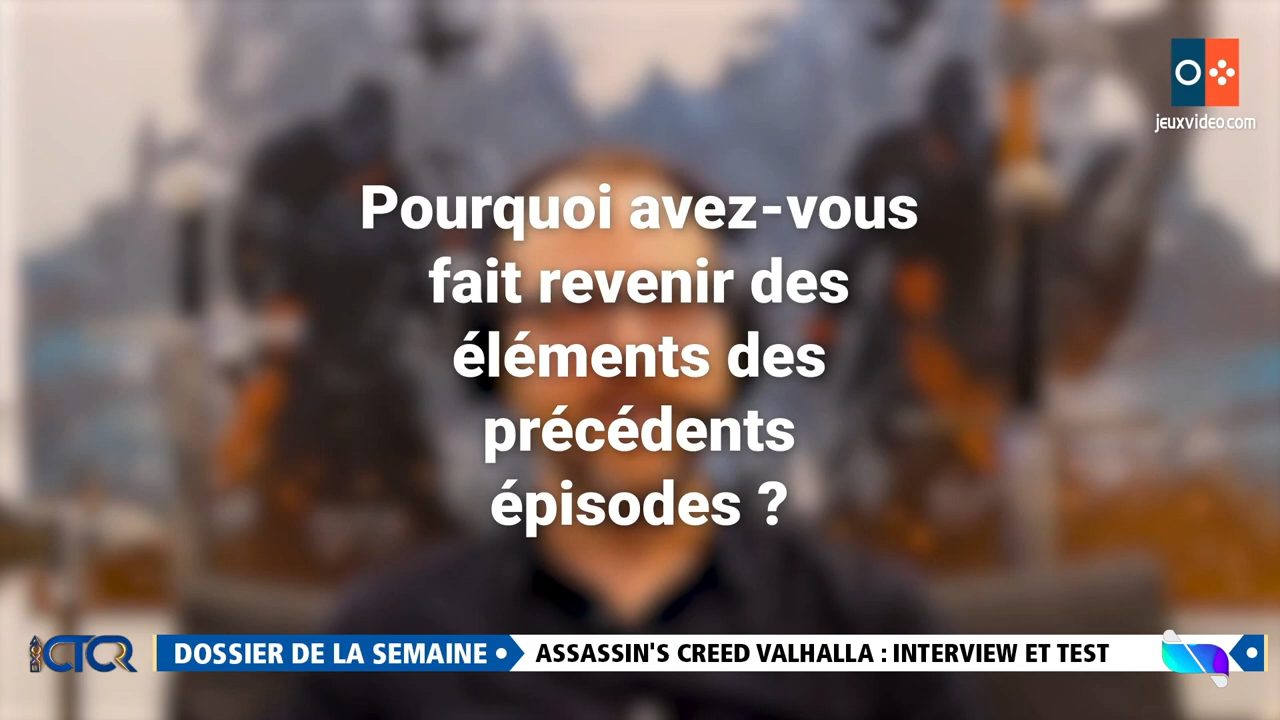 jeuxvideo.com
Pourquoi avez-vous
fait revenir des
éléments des
précédents
épisodes ?
CTCR
DOSSIER DE LA SEMAINE
ASSASSIN'S CREED VALHALLA : INTERVIEW ET TEST